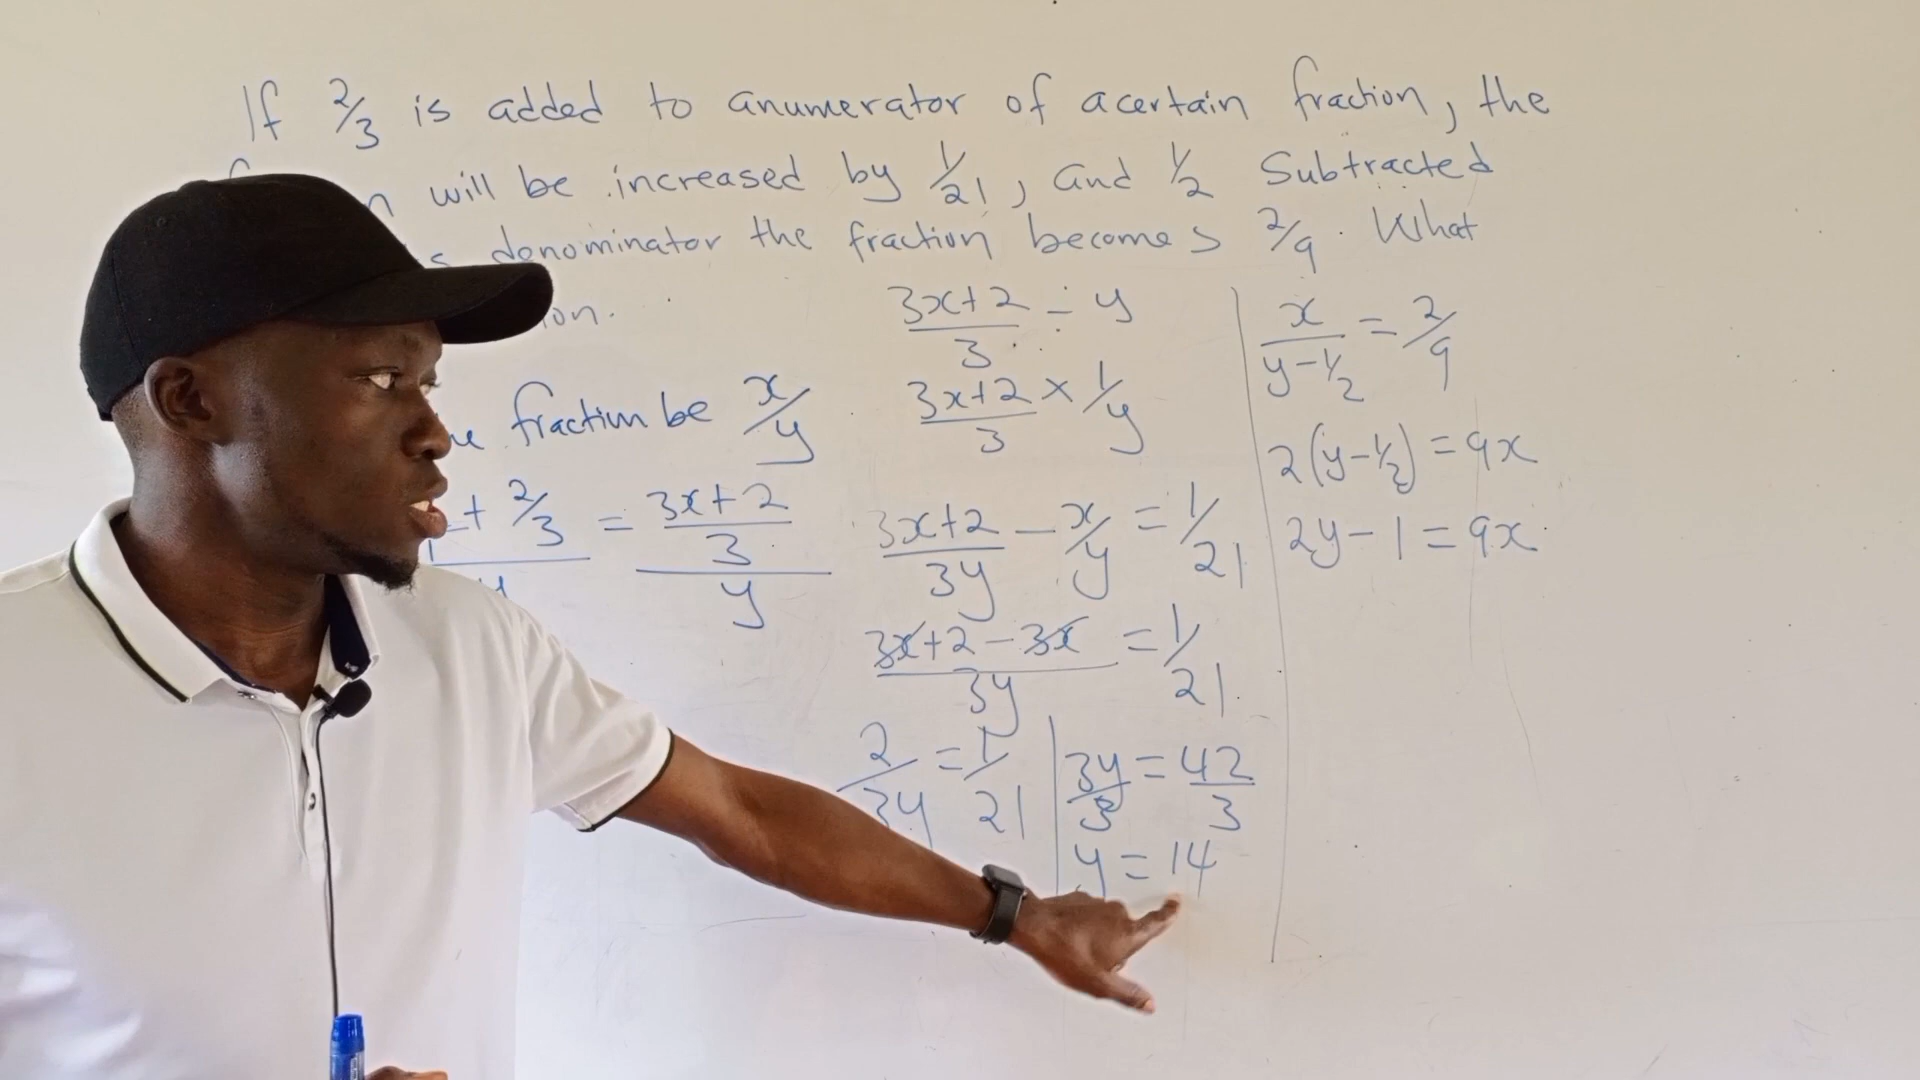 If 2/3 is added to anumerator of acertain fraction, the
will be increased by 1/21, and 1/2 Subtracted
denominator the fraction becomes 2/9. What
fraction be x/y
+ 2/3 = 3x+2
3
y
3x+2 ÷ y
3
3x+2 × 1/y
3
3x+2 - x/y = 1/21
3y
3x+2-3x = 1/21
3y
2/3y = 1/21
3y = 42
3 3
y = 14
x = 2/9
y-1/2
2(y-1/2) = 9x
2y-1 = 9x